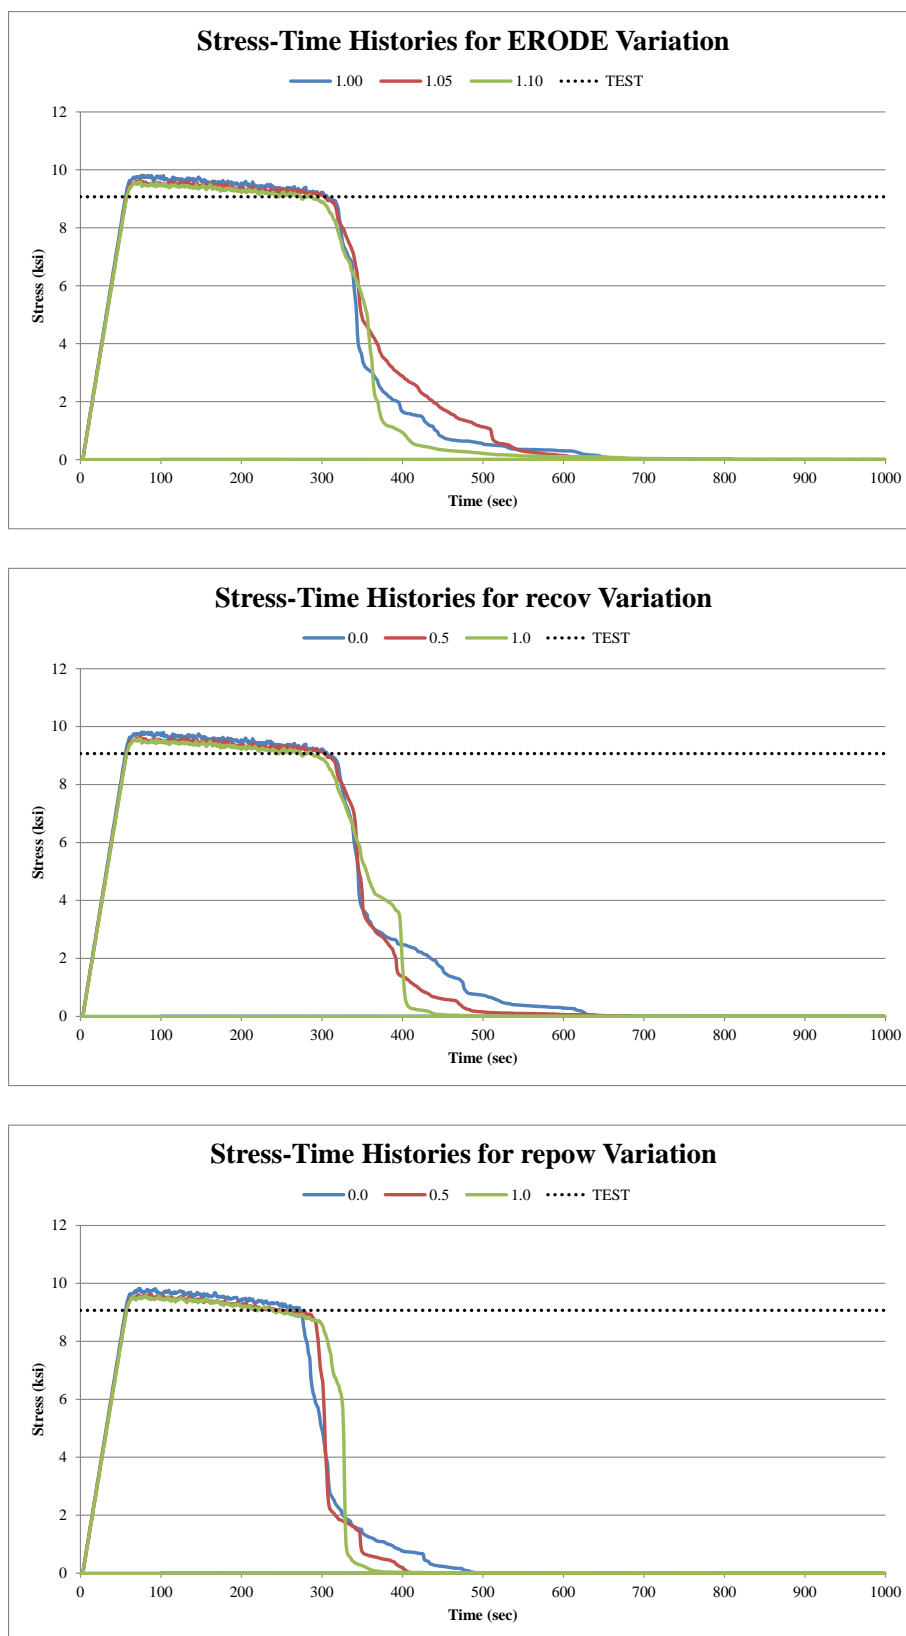 Stress-Time Histories for ERODE Variation
1.00 1.05 1.10 TEST
12
10
8
6
4
2
0
Stress (ksi)
0 100 200 300 400 500 600 700 800 900 1000
Time (sec)
Stress-Time Histories for recov Variation
0.0 0.5 1.0 TEST
12
10
8
6
4
2
0
Stress (ksi)
0 100 200 300 400 500 600 700 800 900 1000
Time (sec)
Stress-Time Histories for repow Variation
0.0 0.5 1.0 TEST
12
10
8
6
4
2
0
Stress (ksi)
0 100 200 300 400 500 600 700 800 900 1000
Time (sec)